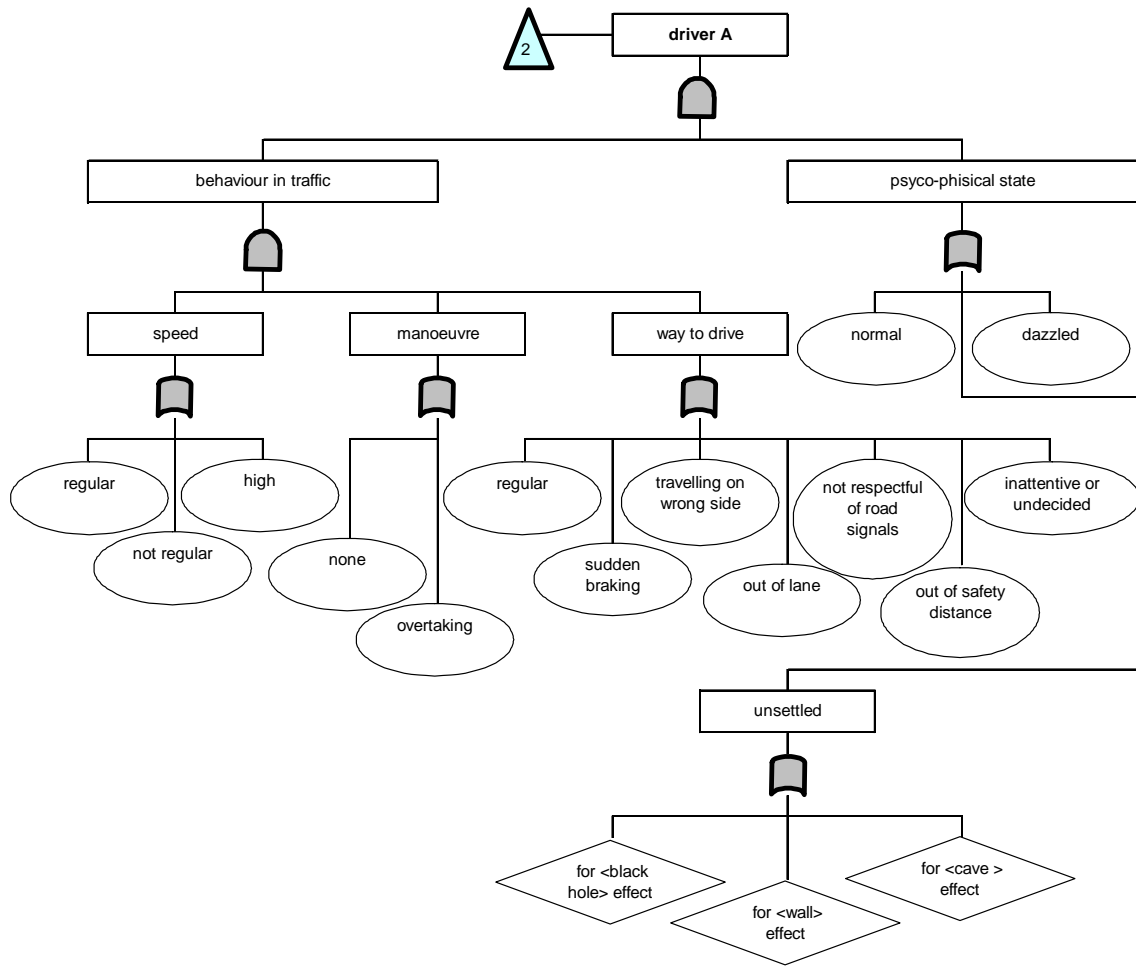 2
driver A
behaviour in traffic
psyco-phisical state
speed
manoeuvre
way to drive
normal
dazzled
regular
high
not regular
none
overtaking
regular
sudden
braking
travelling on
wrong side
out of lane
not respectful
of road
signals
out of safety
distance
inattentive or
undecided
unsettled
for <black
hole> effect
for <wall>
effect
for <cave >
effect